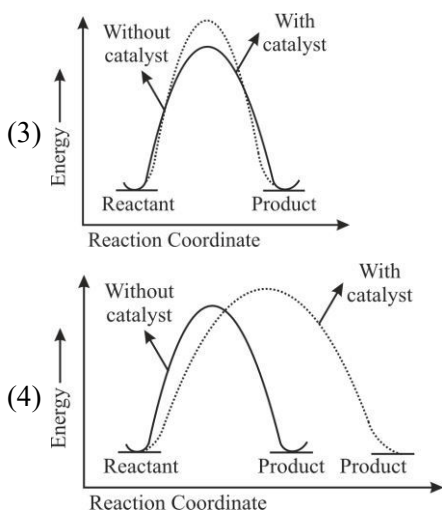 Without
catalyst
With
catalyst
(3)
Energy
Reactant
Product
Reaction Coordinate
Without
catalyst
With
catalyst
(4)
Energy
Reactant
Product
Product
Reaction Coordinate